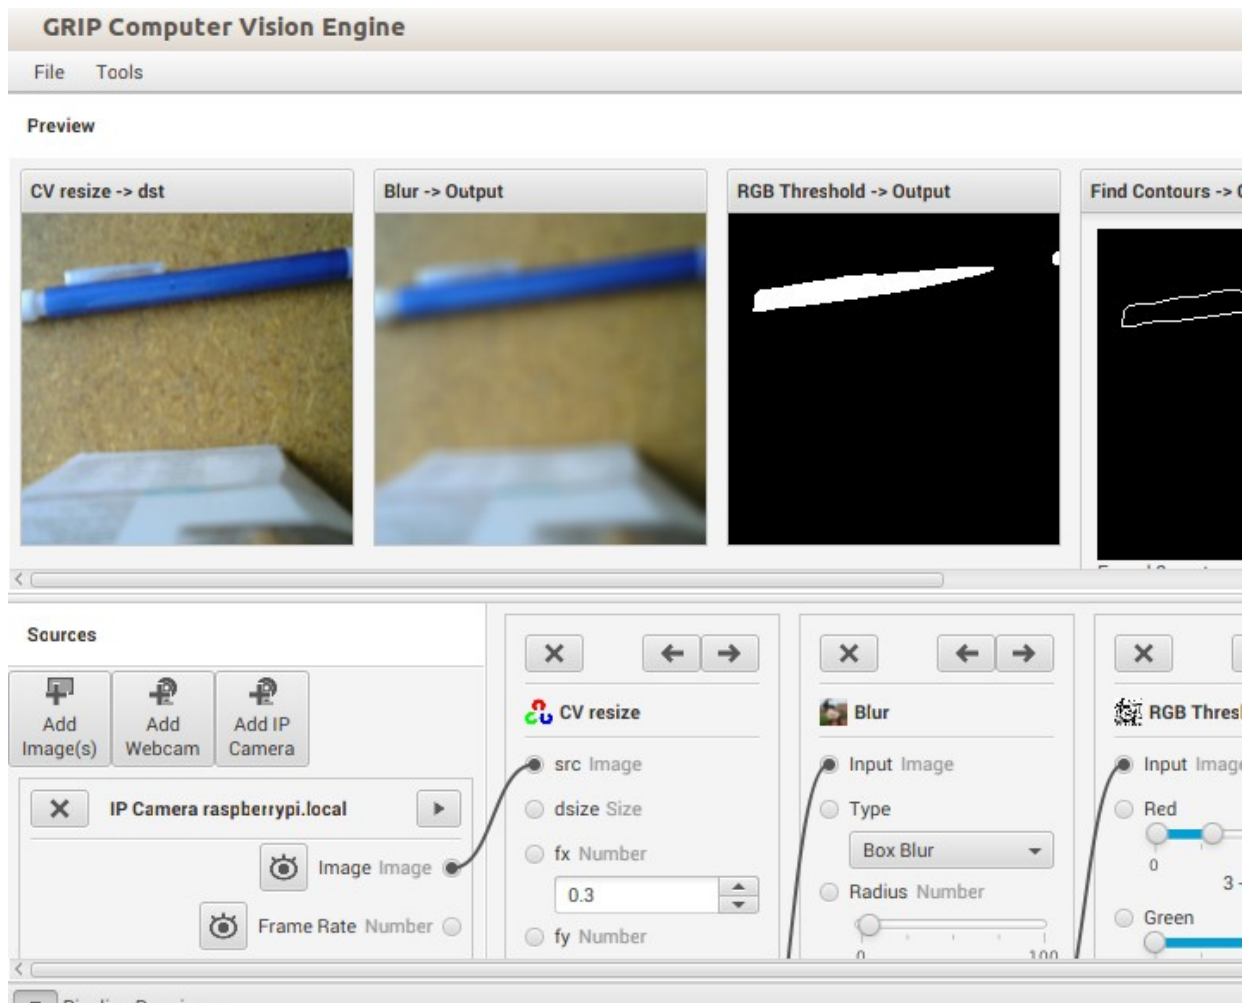 GRIP Computer Vision Engine
File Tools
Preview
CV resize -> dst
Blur -> Output
RGB Threshold -> Output
Find Contours ->
Sources
Add Image(s)
Add Webcam
Add IP Camera
IP Camera raspberrypi.local
Image Image
Frame Rate Number
CV resize
src Image
dsize Size
fx Number
0.3
fy Number
Blur
Input Image
Type
Box Blur
Radius Number
0 100
RGB Thres
Input Image
Red
0
3 -
Green